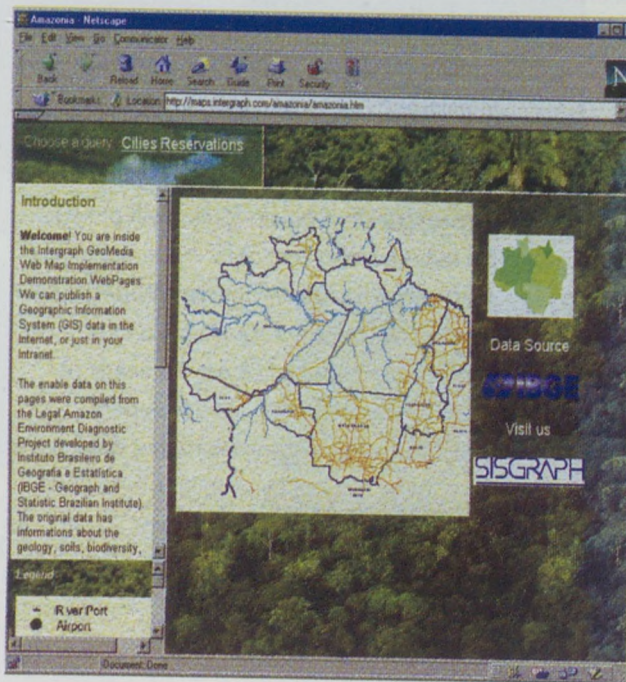 Amazonia - Netscape
File Edit View Go Communicator Help
Back Reload Home Search Guide Print Security
Bookmarks Location http://maps.intergraph.com/amazonia/amazonia.htm
Choose a query Cities Reservations
Introduction
Welcome! You are inside
the Intergraph GeoMedia
Web Map Implementation
Demonstration WebPages.
We can publish a
Geographic Information
System (GIS) data in the
Internet, or just in your
Intranet.
The enable data on this
pages were compiled from
the Legal Amazon
Environment Diagnostic
Project developed by
Instituto Brasileiro de
Geografia e Estatística
(IBGE - Geograph and
Statistic Brazilian Institute).
The original data has
informations about the
geology, soils, biodiversity,
Legend
River Port
Airport
Data Source
IBGE
Visit us
SISGRAPH
N
Document: Done